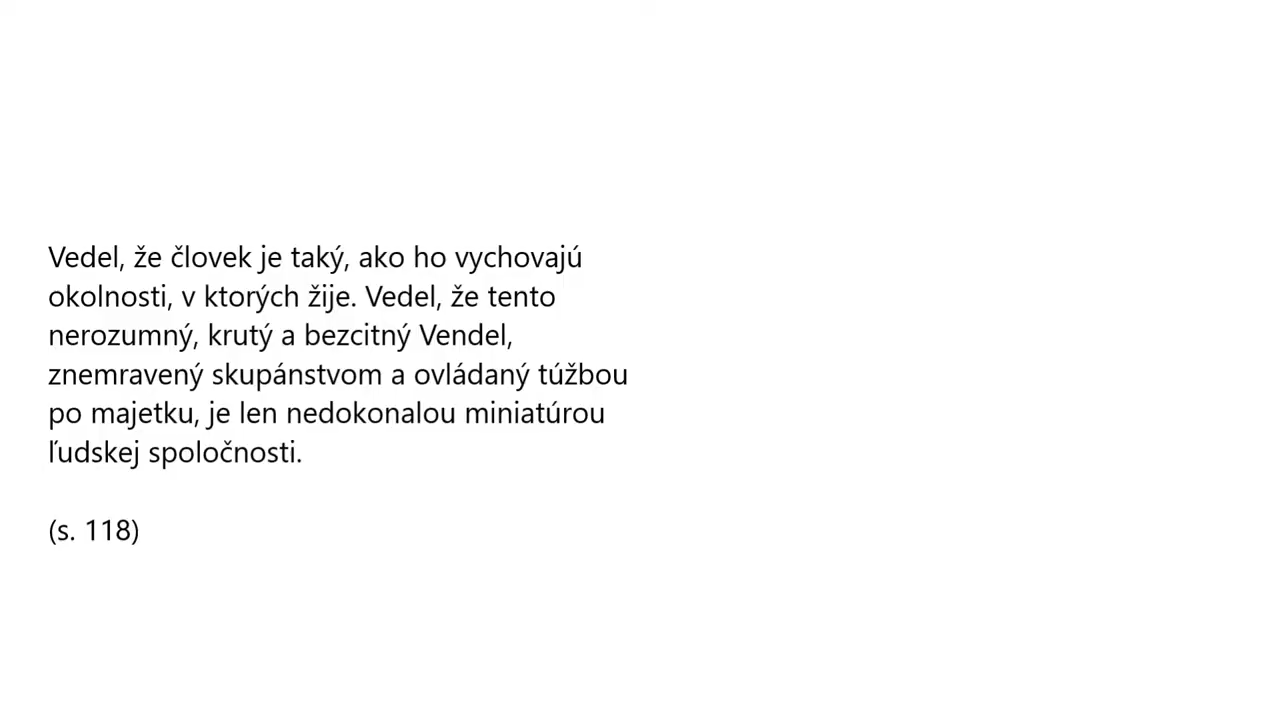 Vedel, že človek je taký, ako ho vychovajú
okolnosti, v ktorých žije. Vedel, že tento
nerozumný, krutý a bezcitný Vendel,
znemravený skupánstvom a ovládaný túžbou
po majetku, je len nedokonalou miniatúrou
ľudskej spoločnosti.
(s. 118)